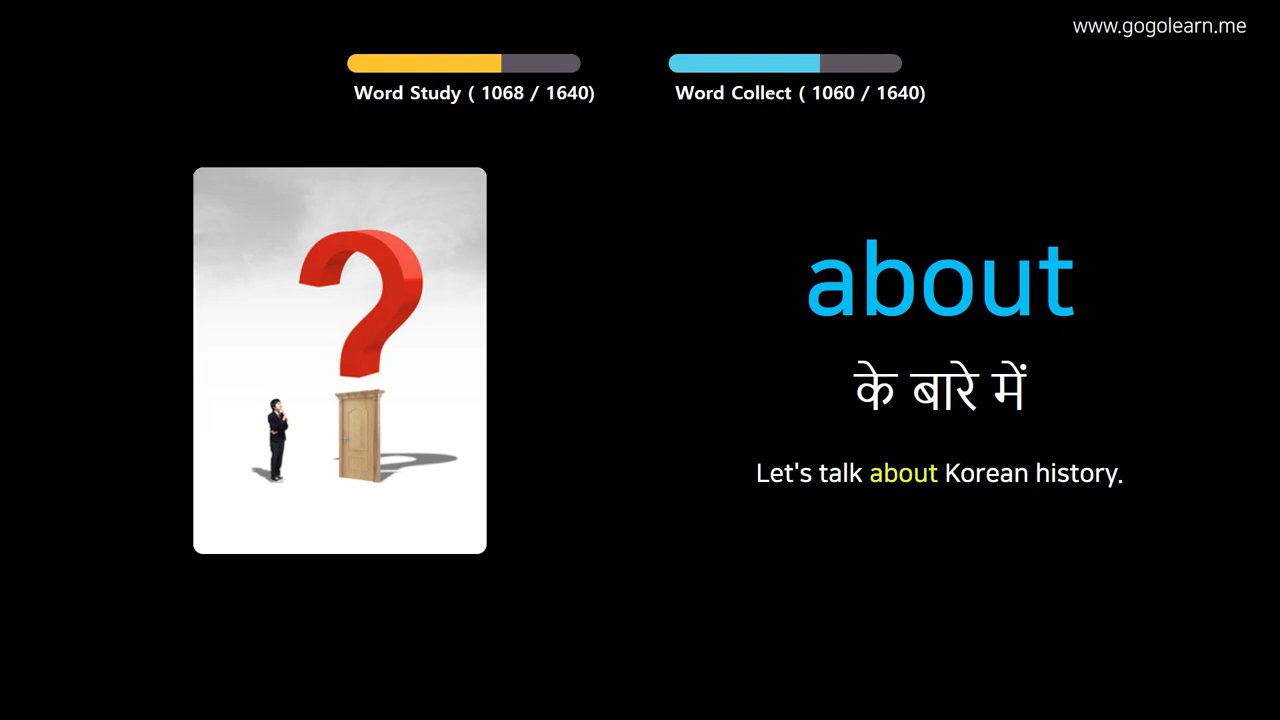 www.gogolearn.me
Word Study ( 1068 / 1640)
Word Collect ( 1060 / 1640)
about
के बारे में
Let's talk about Korean history.